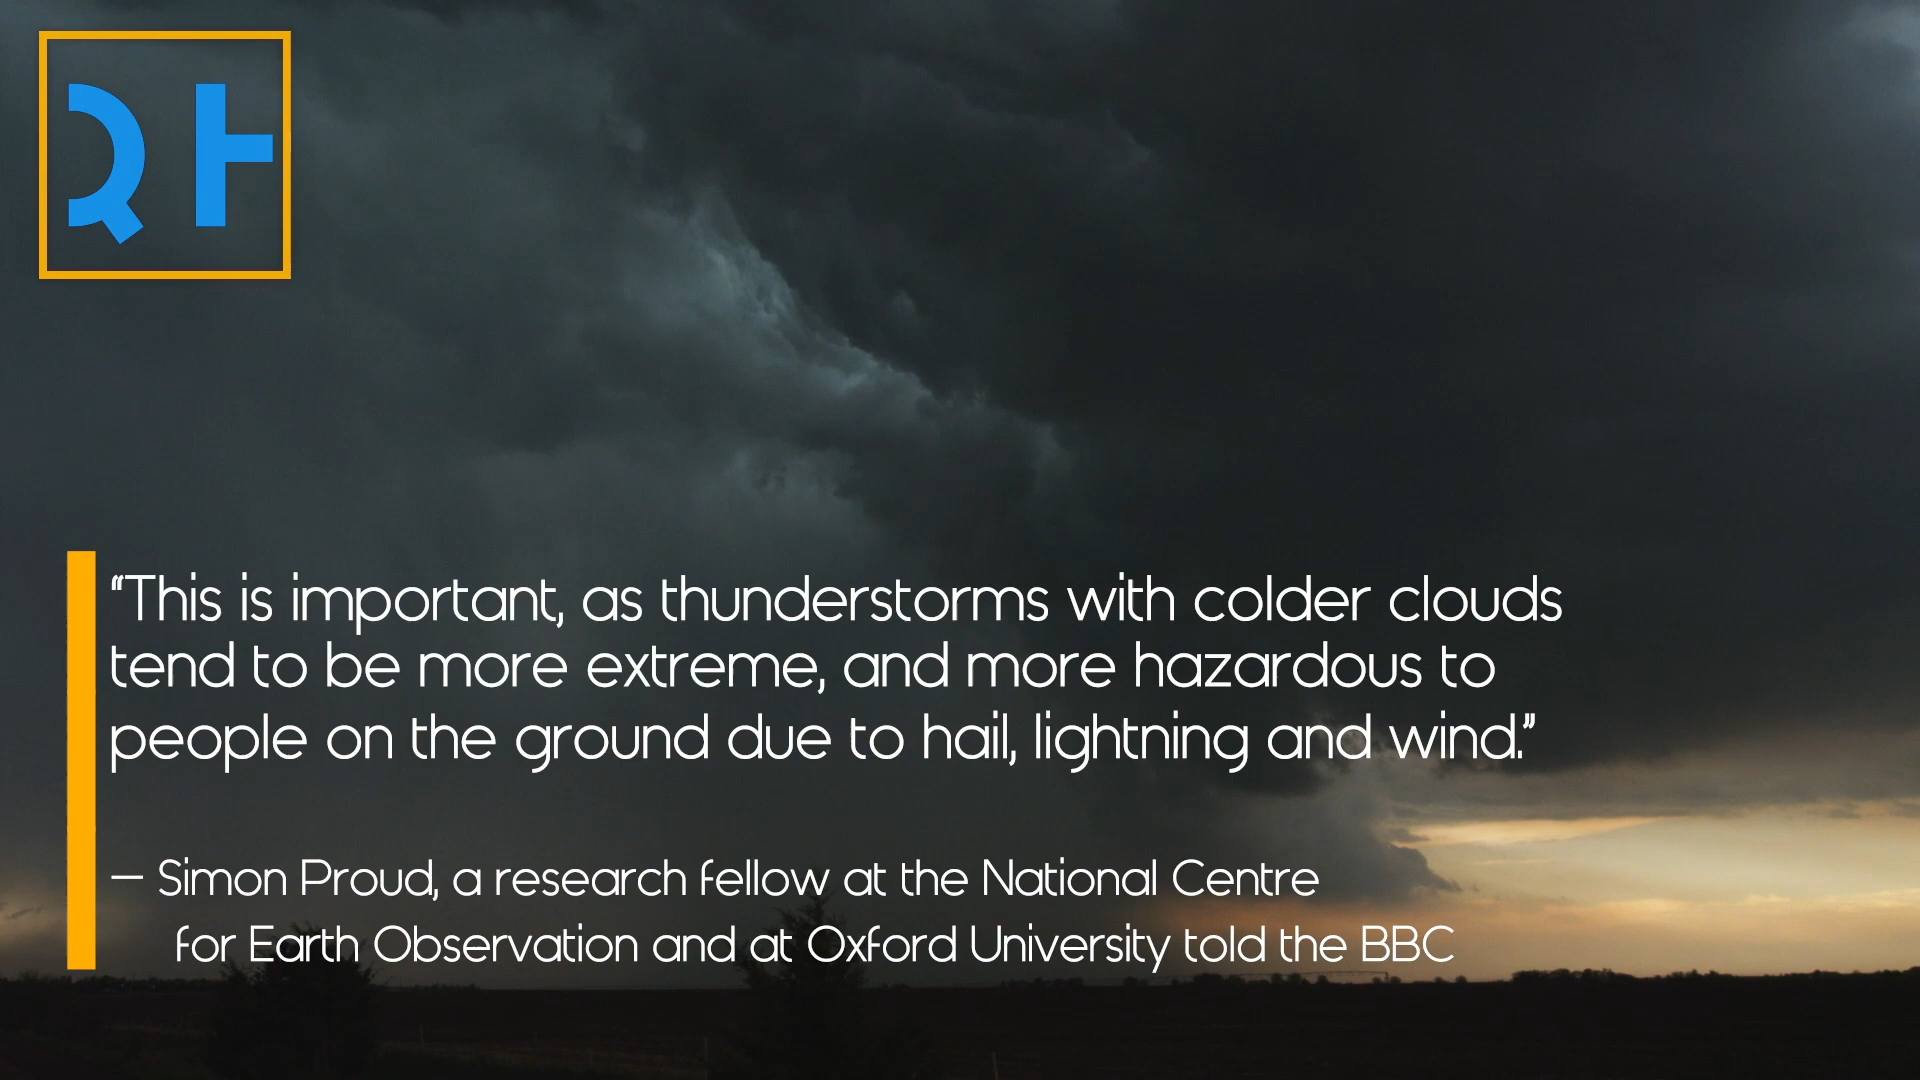 QH
“This is important, as thunderstorms with colder clouds
tend to be more extreme, and more hazardous to
people on the ground due to hail, lightning and wind.”
– Simon Proud, a research fellow at the National Centre
for Earth Observation and at Oxford University told the BBC